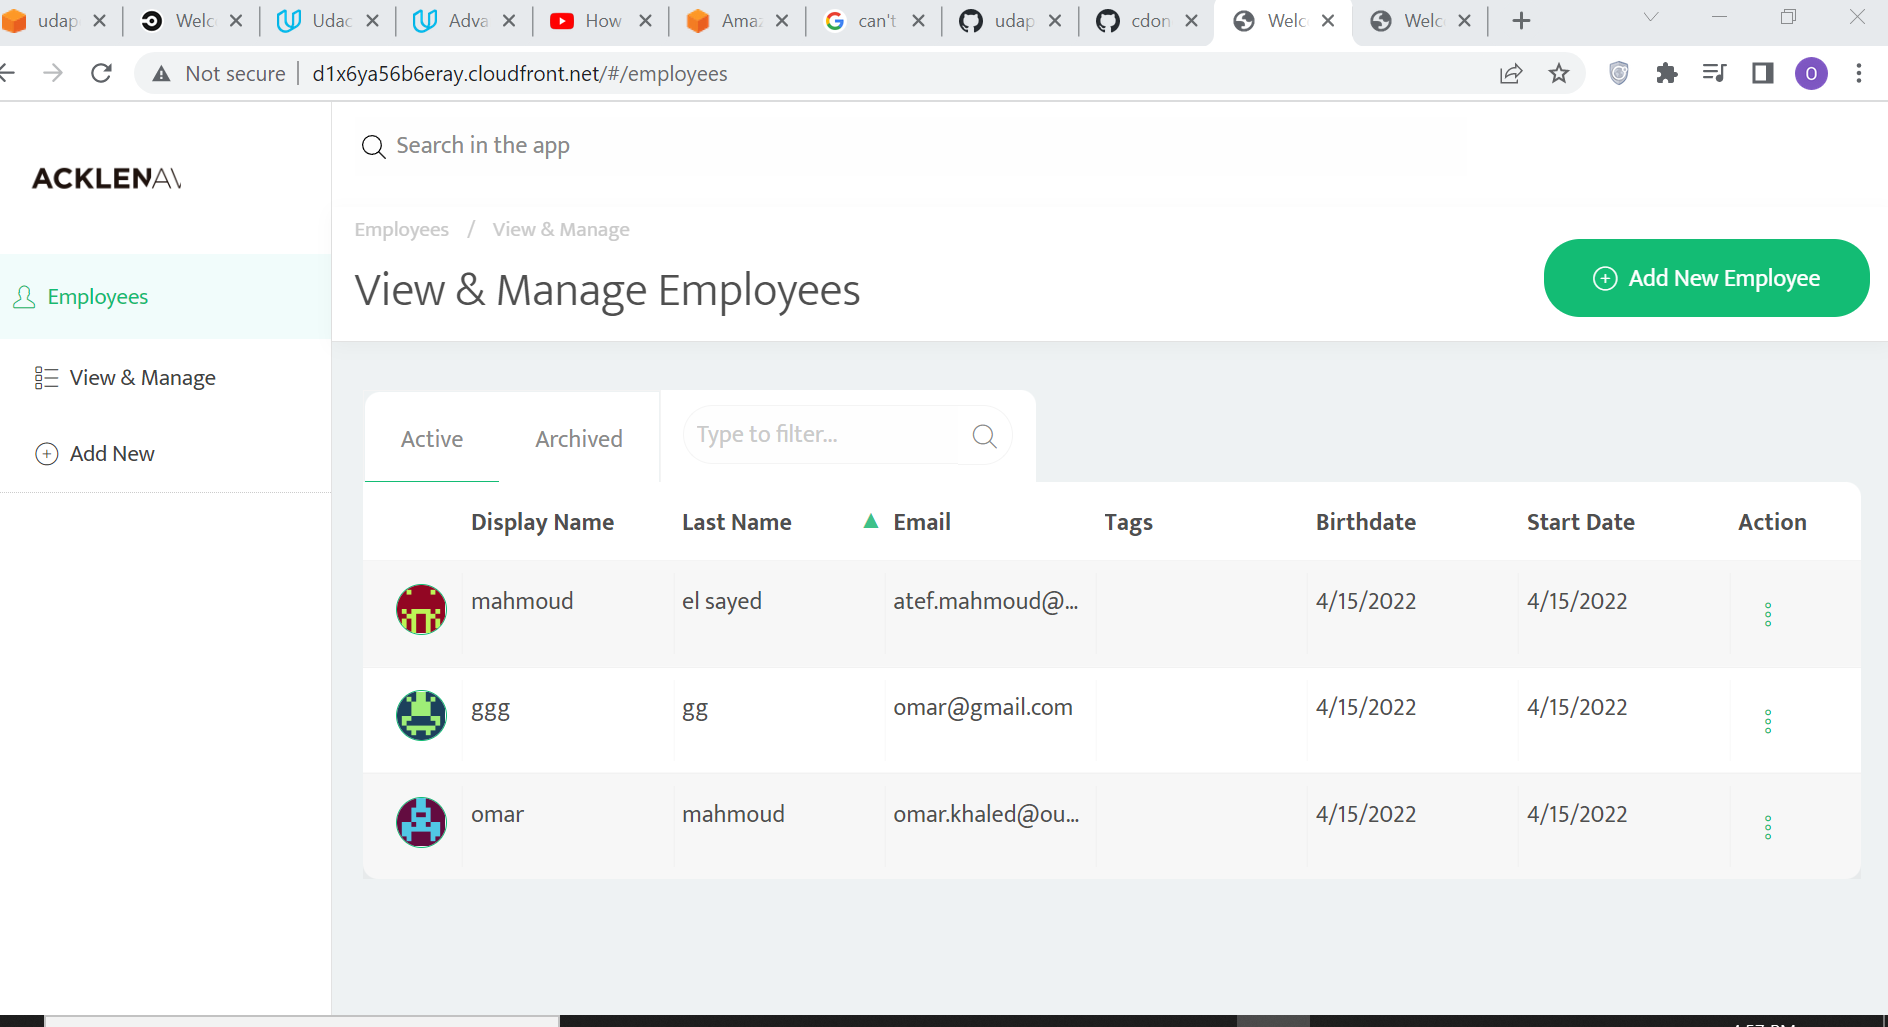 udap Welc Udac Adva How Amaz can't udap cdon Welc Welc
Not secure d1x6ya56b6eray.cloudfront.net/#/employees O
ACKLENAV
Search in the app
Employees / View & Manage
View & Manage Employees
Add New Employee
Employees
View & Manage
Add New
Active Archived Type to filter...
Display Name Last Name Email Tags Birthdate Start Date Action
mahmoud el sayed atef.mahmoud@... 4/15/2022 4/15/2022
ggg gg omar@gmail.com 4/15/2022 4/15/2022
omar mahmoud omar.khaled@ou... 4/15/2022 4/15/2022